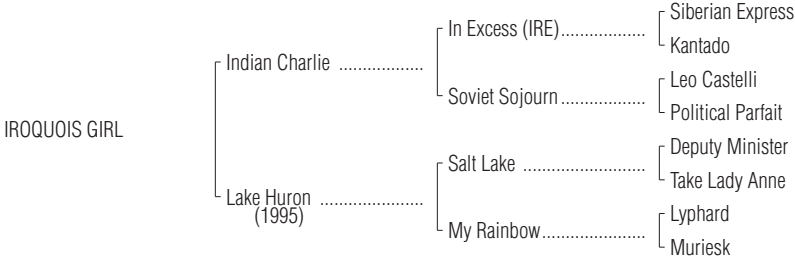 Siberian Express
In Excess (IRE)....................
Kantado
Indian Charlie ..................
Leo Castelli
Soviet Sojourn....................
Political Parfait
IROQUOIS GIRL
Deputy Minister
Salt Lake .............................
Take Lady Anne
Lake Huron ......................
(1995)
Lyphard
My Rainbow........................
Muriesk